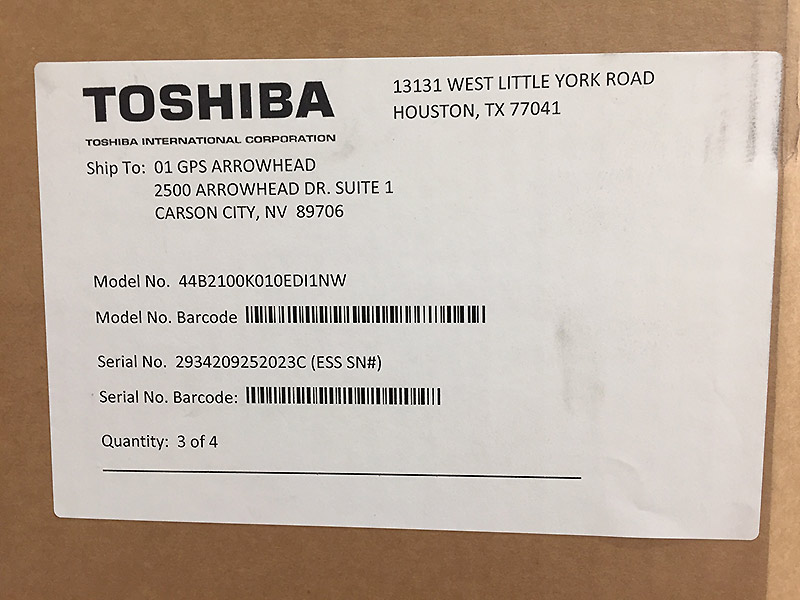 TOSHIBA
TOSHIBA INTERNATIONAL CORPORATION
13131 WEST LITTLE YORK ROAD
HOUSTON, TX 77041
Ship To: 01 GPS ARROWHEAD
2500 ARROWHEAD DR. SUITE 1
CARSON CITY, NV 89706
Model No. 44B2100K010EDI1NW
Model No. Barcode
Serial No. 2934209252023C (ESS SN#)
Serial No. Barcode:
Quantity: 3 of 4